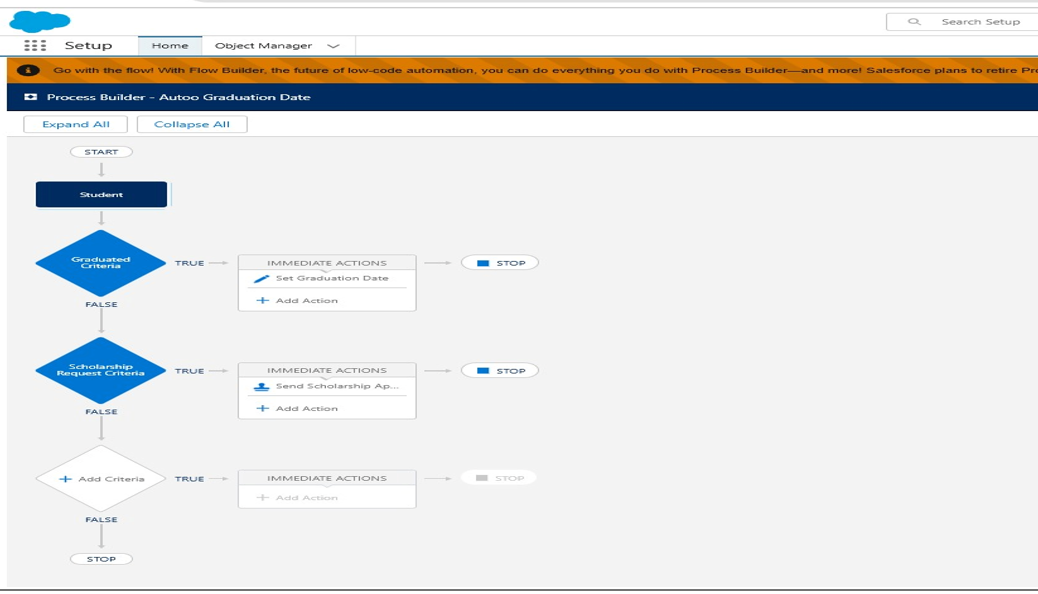 Search Setup
Setup Home Object Manager
Go with the flow! With Flow Builder, the future of low-code automation, you can do everything you do with Process Builder—and more! Salesforce plans to retire Pr
Process Builder - Autoo Graduation Date
Expand All Collapse All
START
Student
Graduated
Criteria
TRUE
IMMEDIATE ACTIONS
Set Graduation Date
Add Action
STOP
FALSE
Scholarship
Request Criteria
TRUE
IMMEDIATE ACTIONS
Send Scholarship Ap...
Add Action
STOP
FALSE
Add Criteria
TRUE
IMMEDIATE ACTIONS
Add Action
STOP
FALSE
STOP